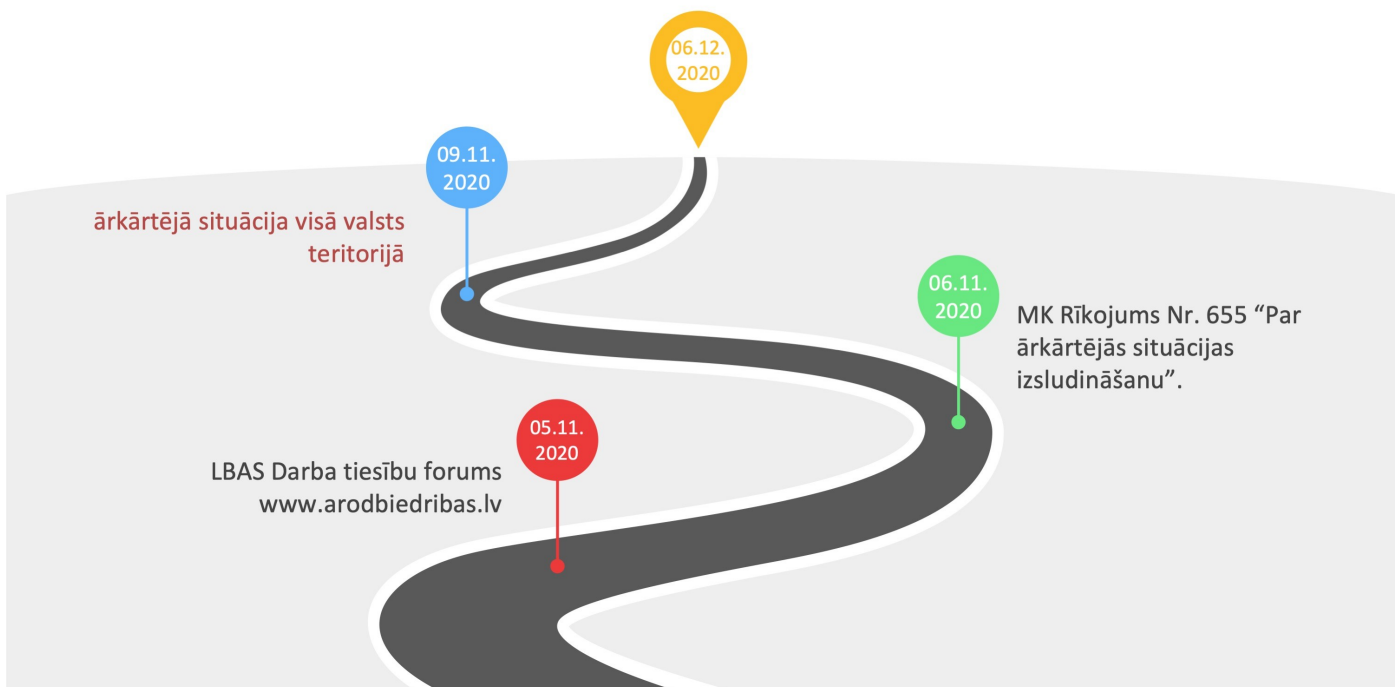 06.12.
2020
09.11.
2020
ārkārtējā situācija visā valsts
teritorijā
06.11.
2020
MK Rīkojums Nr. 655 “Par
ārkārtējās situācijas
izsludināšanu”.
05.11.
2020
LBAS Darba tiesību forums
www.arodbiedribas.lv